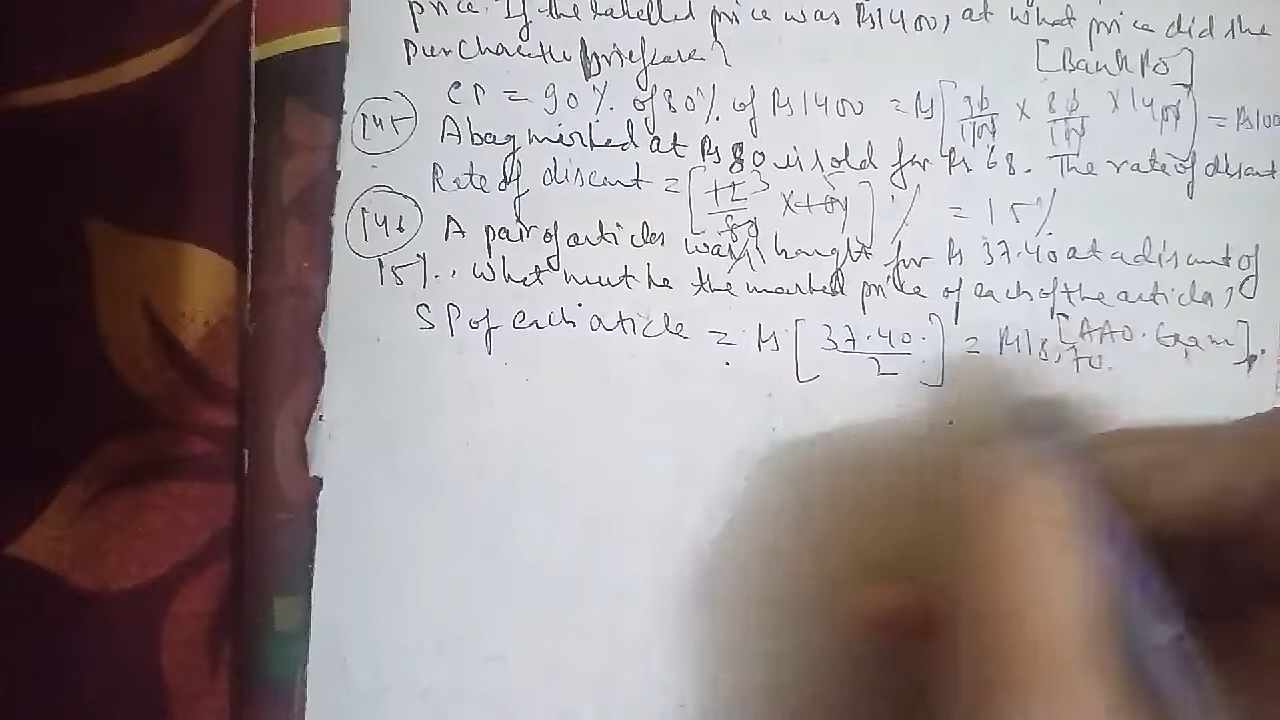 price. If the labelled price was Rs1400, at what price did the
purchase the briefcase? [Bank PO]
CP = 90% of 80% of Rs1400 = Rs [90/100 × 80/100 × 1400] = Rs100
145 A bag marked at Rs 80 is sold for Rs 68. The rate of
Rate of discount = [12/80 × 100] % = 15%
146 A pair of articles was bought for Rs 37.40 at a discount of
15%. What must be the marked price of each of the articles?
SP of each article = Rs [37.40/2] = Rs18.70. [AAO. Exam].